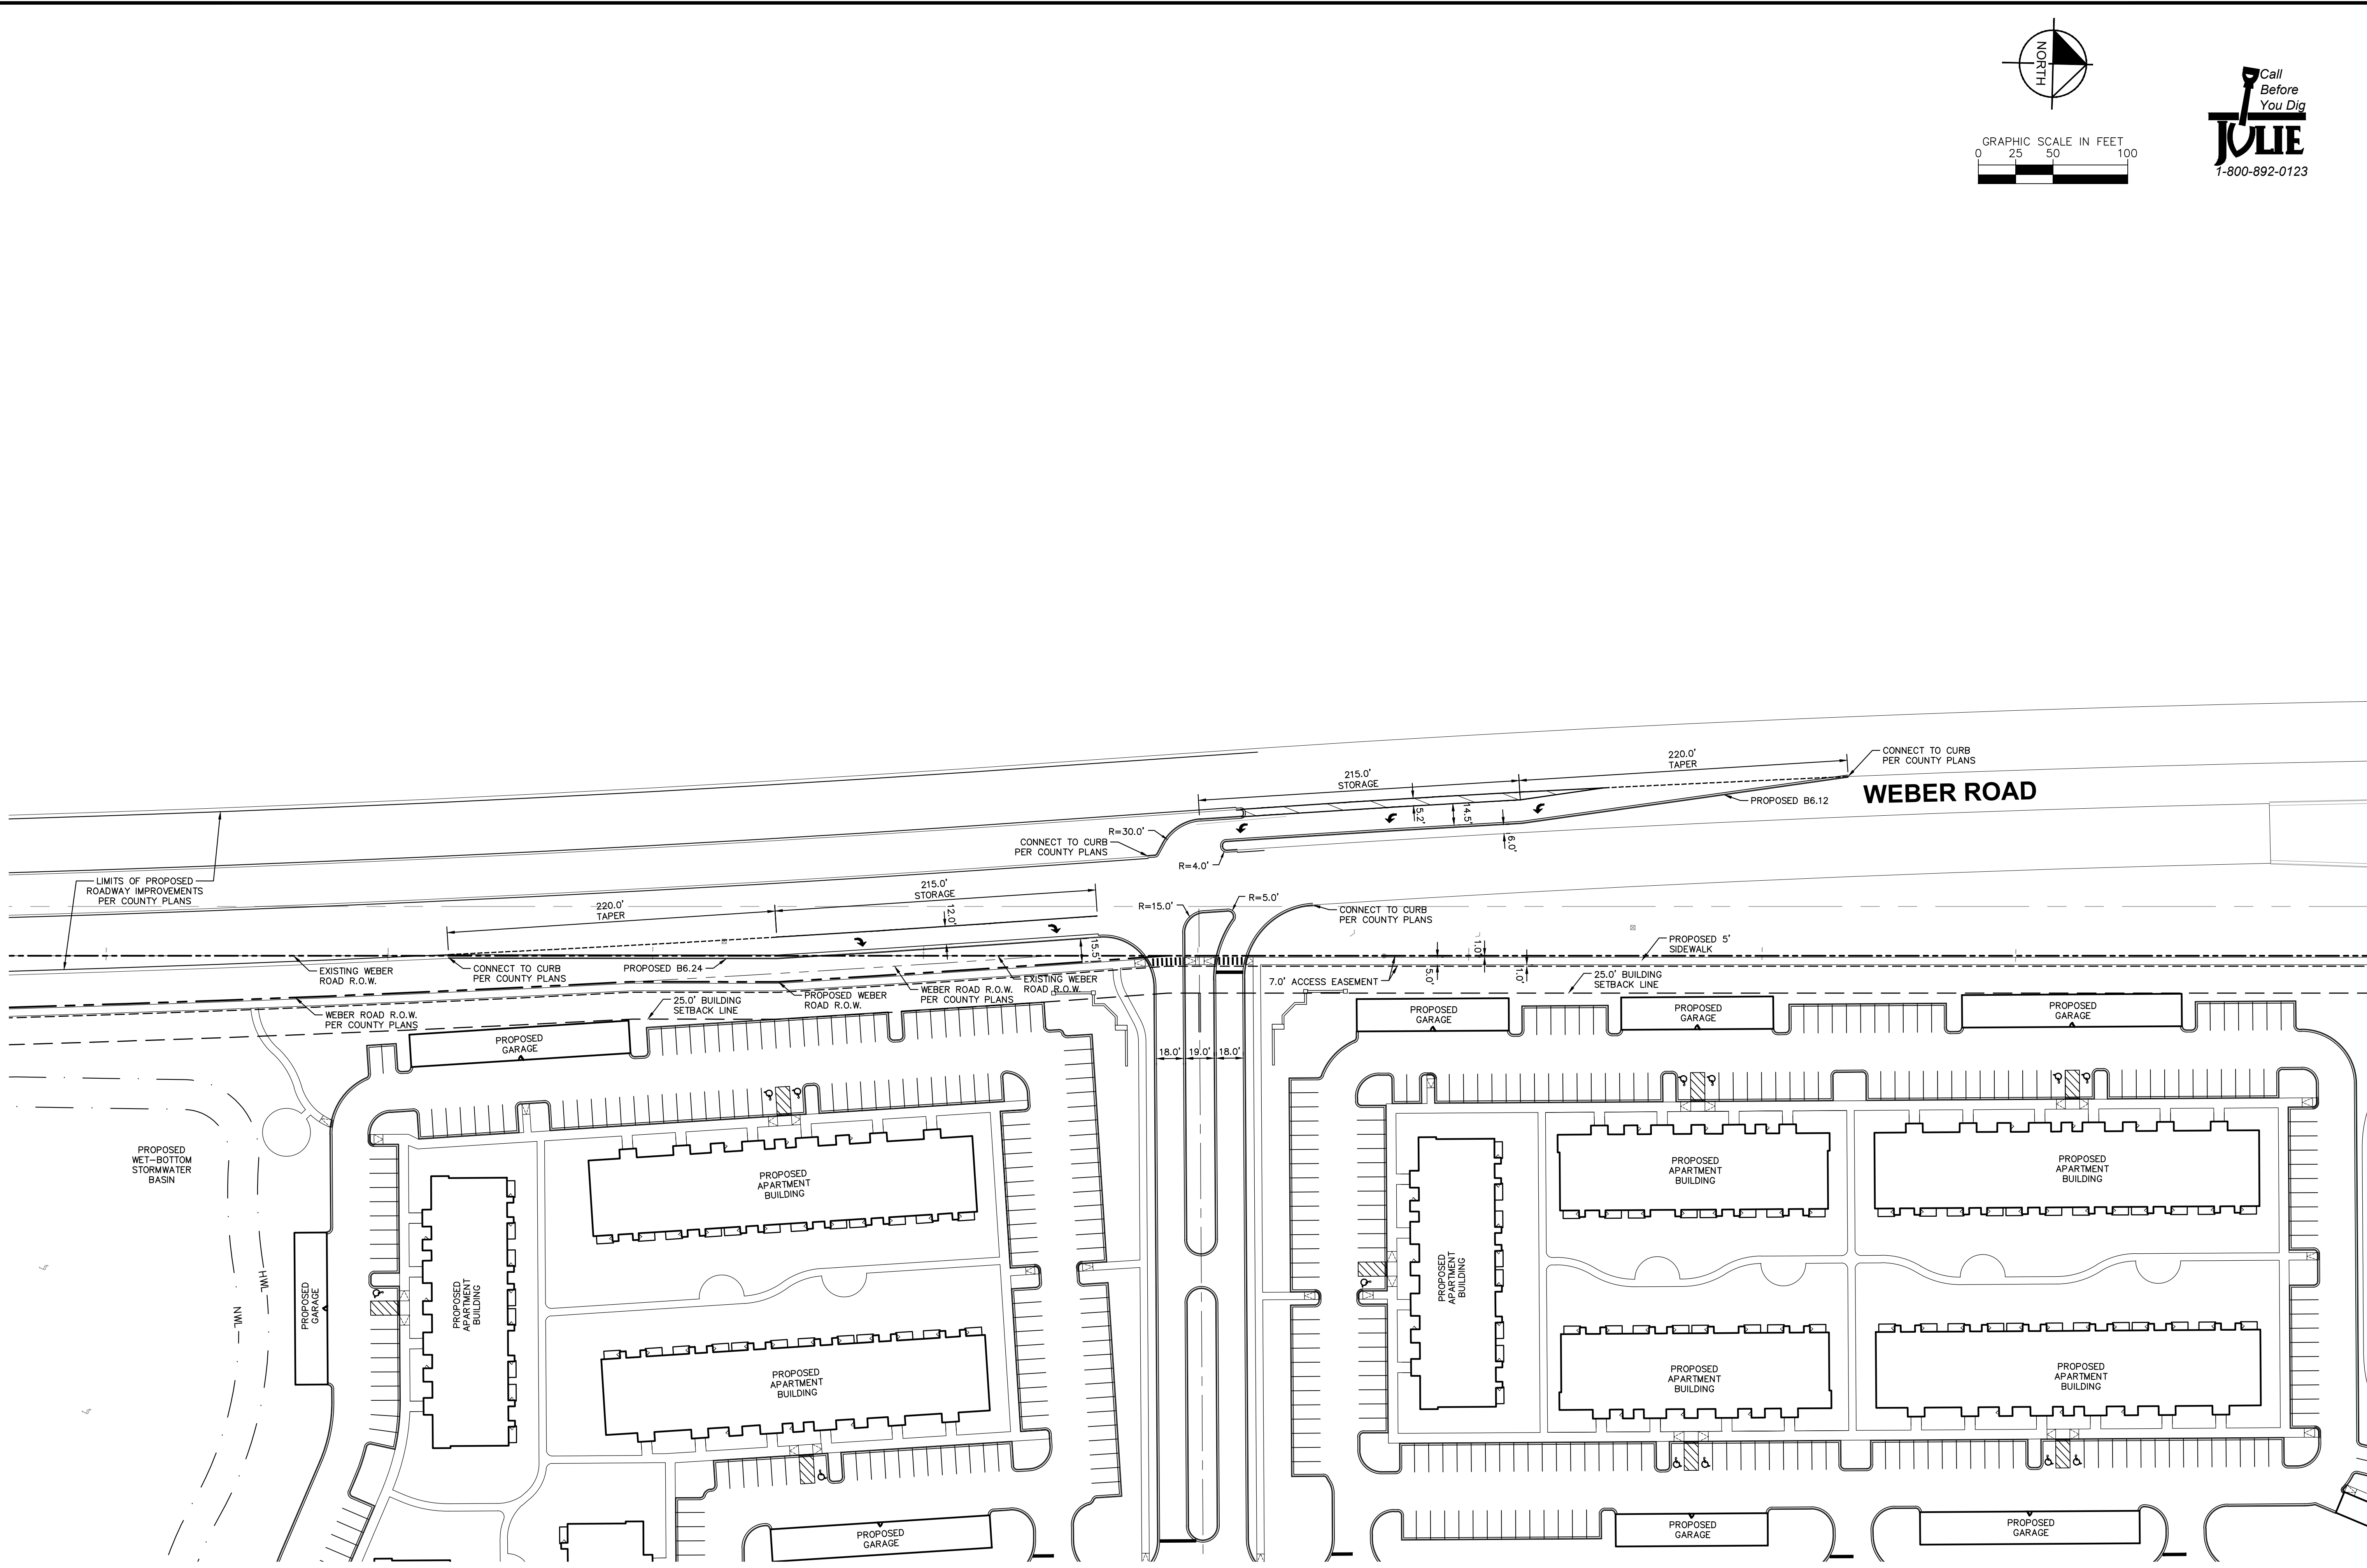 NORTH
GRAPHIC SCALE IN FEET
0 25 50 100
Call
Before
You Dig
JULIE
1-800-892-0123
220.0'
TAPER
CONNECT TO CURB
PER COUNTY PLANS
215.0'
STORAGE
WEBER ROAD
PROPOSED B6.12
5.2'
14.5'
6.0'
R=30.0'
CONNECT TO CURB
PER COUNTY PLANS
R=4.0'
LIMITS OF PROPOSED
ROADWAY IMPROVEMENTS
PER COUNTY PLANS
215.0'
STORAGE
220.0'
TAPER
12.0'
15.5'
R=15.0'
R=5.0'
CONNECT TO CURB
PER COUNTY PLANS
PROPOSED 5'
SIDEWALK
1.0'
5.0'
1.0'
EXISTING WEBER
ROAD R.O.W.
CONNECT TO CURB
PER COUNTY PLANS
PROPOSED B6.24
EXISTING WEBER
ROAD R.O.W.
7.0' ACCESS EASEMENT
25.0' BUILDING
SETBACK LINE
WEBER ROAD R.O.W.
PER COUNTY PLANS
PROPOSED WEBER
ROAD R.O.W.
25.0' BUILDING
SETBACK LINE
WEBER ROAD R.O.W.
PER COUNTY PLANS
PROPOSED
GARAGE
PROPOSED
GARAGE
PROPOSED
GARAGE
PROPOSED
GARAGE
18.0' 19.0' 18.0'
PROPOSED
WET-BOTTOM
STORMWATER
BASIN
HWL
NWL
PROPOSED
GARAGE
PROPOSED
APARTMENT
BUILDING
PROPOSED
APARTMENT
BUILDING
PROPOSED
APARTMENT
BUILDING
PROPOSED
APARTMENT
BUILDING
PROPOSED
APARTMENT
BUILDING
PROPOSED
APARTMENT
BUILDING
PROPOSED
APARTMENT
BUILDING
PROPOSED
APARTMENT
BUILDING
PROPOSED
GARAGE
PROPOSED
GARAGE
PROPOSED
GARAGE